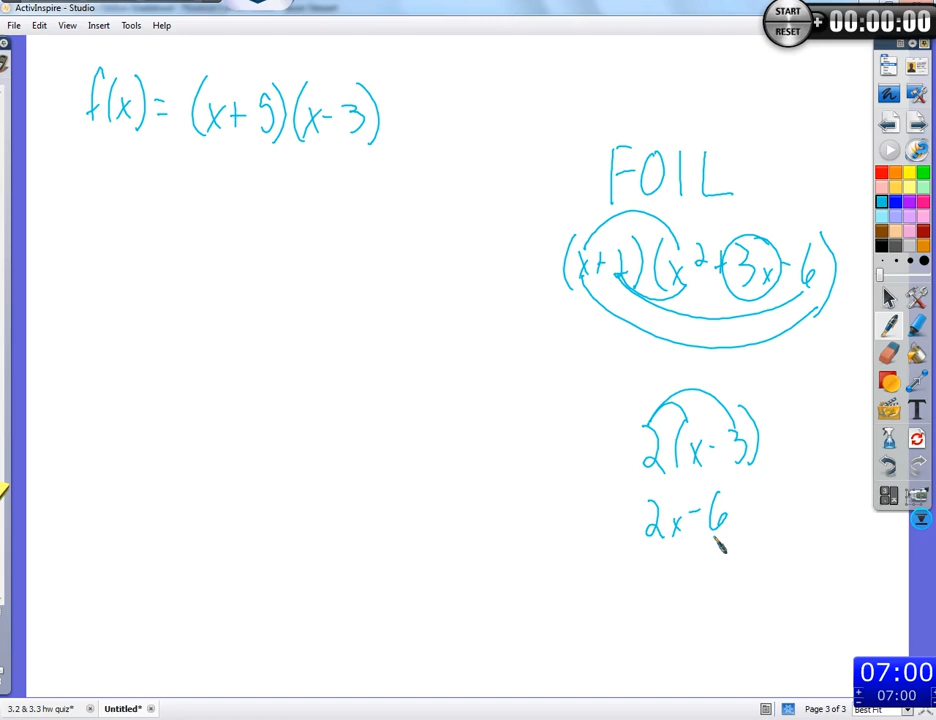 ActivInspire - Studio
START
RESET
00:00:00
File Edit View Insert Tools Help
f(x)= (x+5)(x-3)
FOIL
(x+2)(x²+3x-6)
2(x-3)
2x-6
07:00
07:00
3.2 & 3.3 hw quiz* Untitled* Page 3 of 3 Best Fit